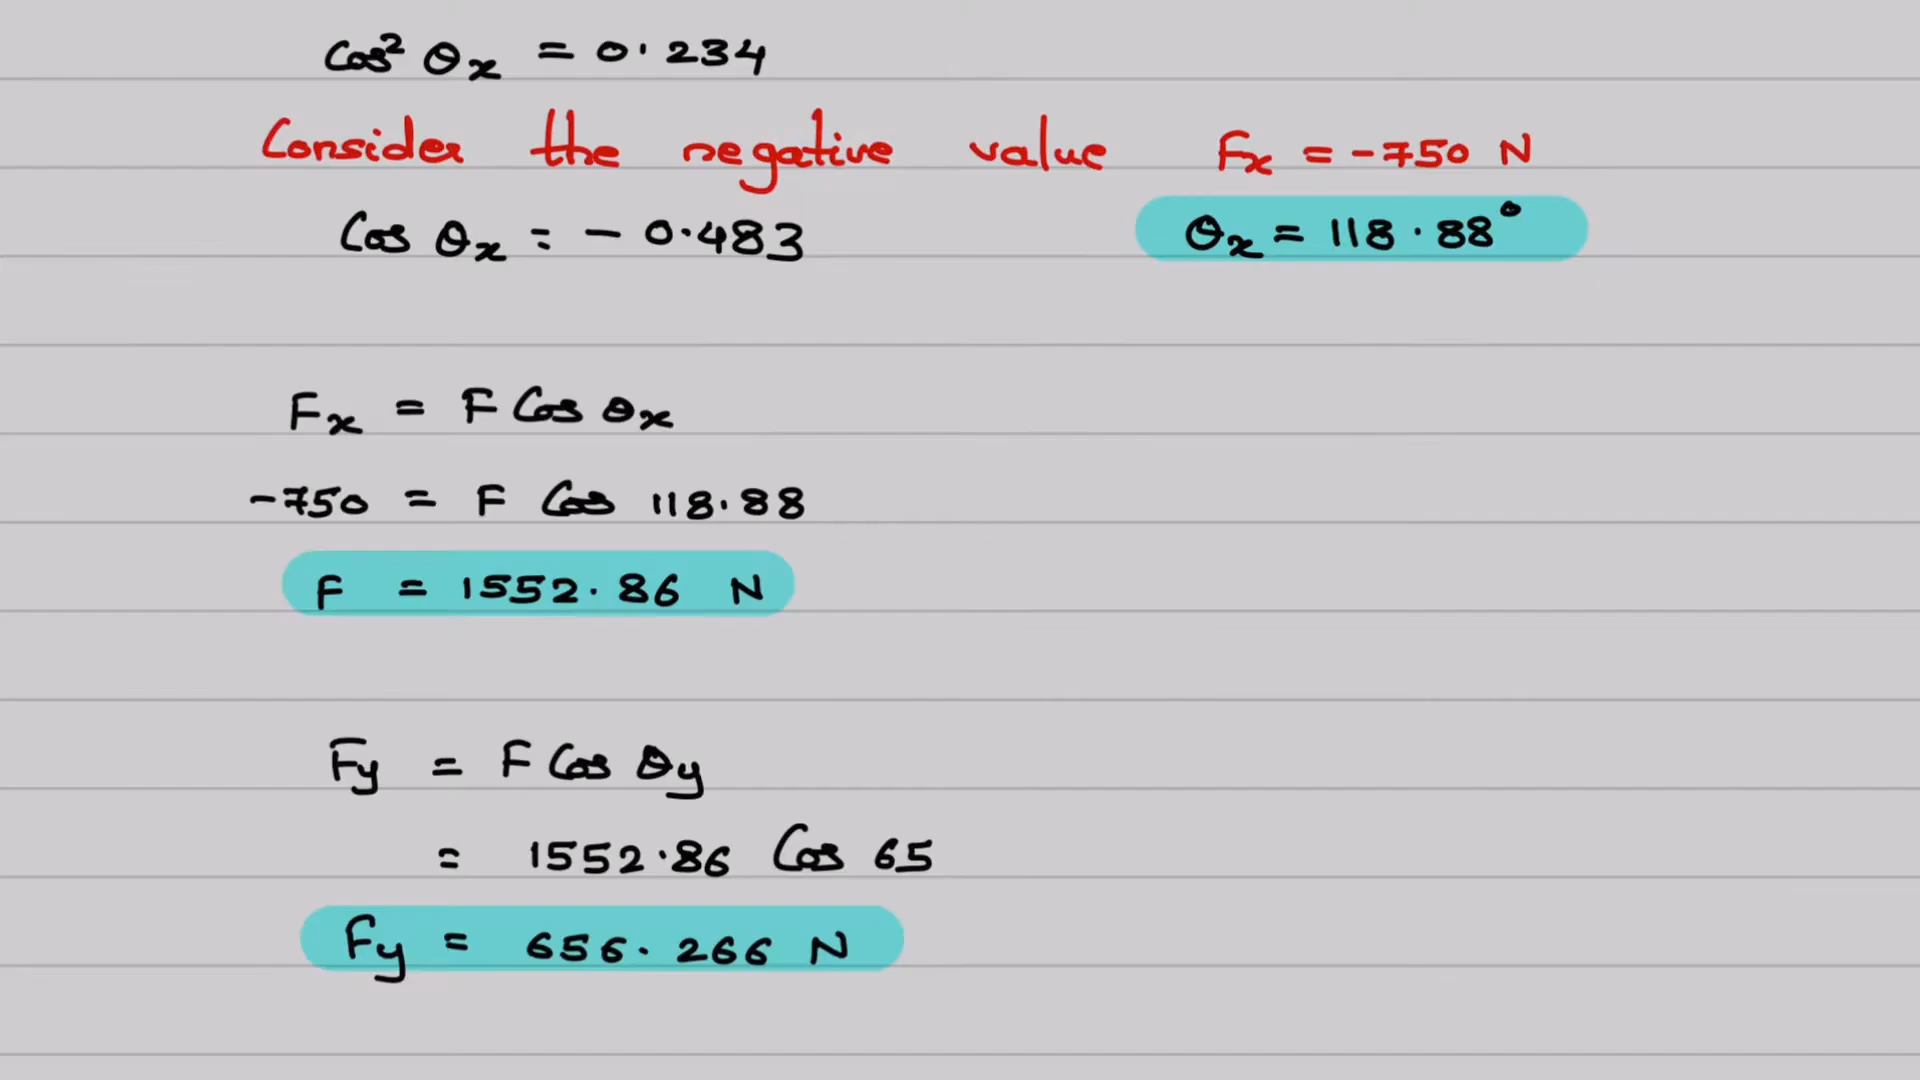 Cos² θx = 0.234
Consider the negative value Fx = -750 N
Cos θx = - 0.483 θx = 118.88°
Fx = F Cos θx
-750 = F Cos 118.88
F = 1552.86 N
Fy = F Cos θy
= 1552.86 Cos 65
Fy = 656.266 N